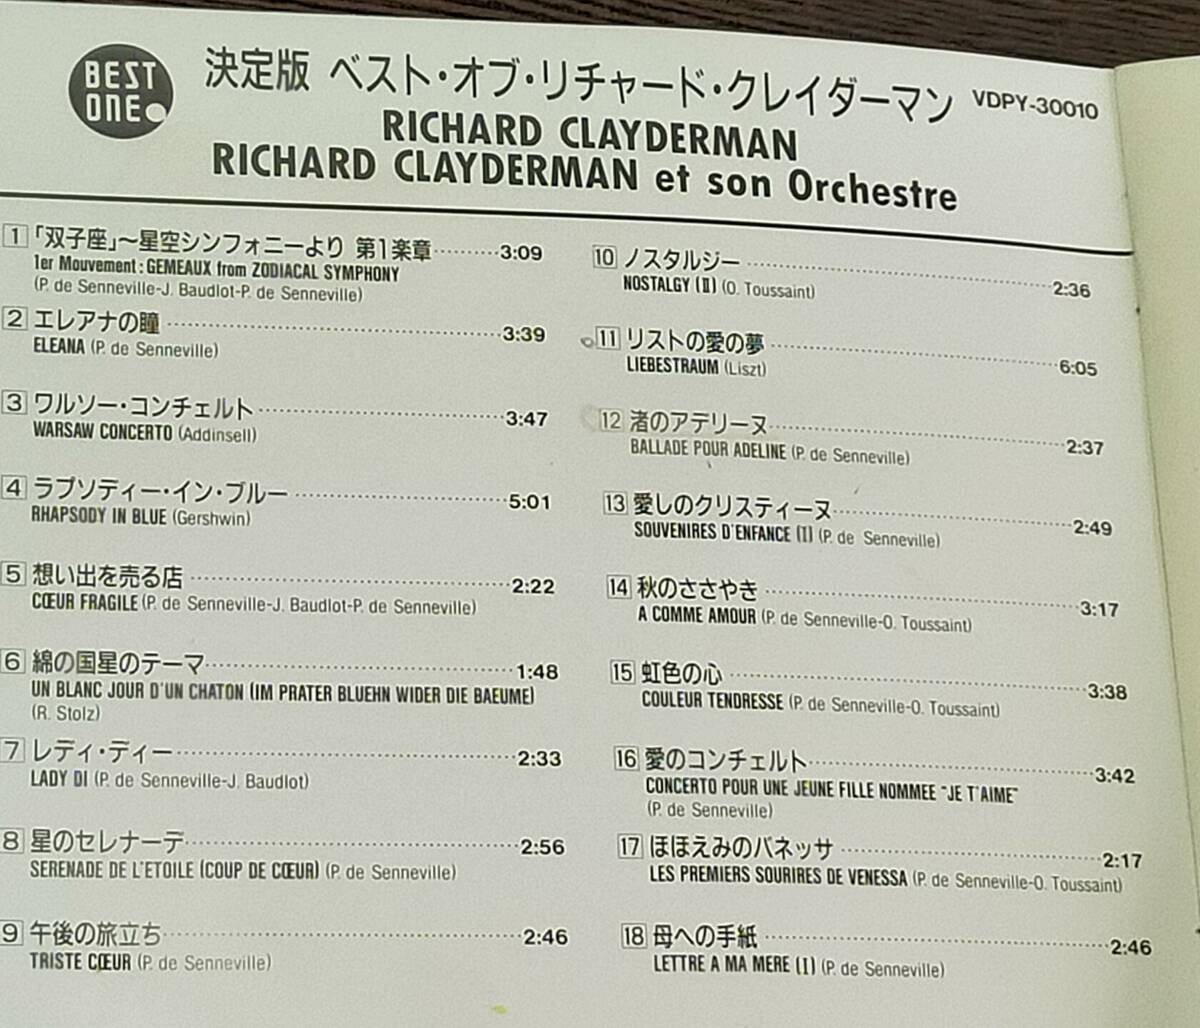 BEST
ONE.
決定版 ベスト・オブ・リチャード・クレイダーマン VDPY-30010
RICHARD CLAYDERMAN
RICHARD CLAYDERMAN et son Orchestre
1 「双子座」〜星空シンフォニーより 第1楽章 3:09
1er Mouvement: GEMEAUX from ZODIACAL SYMPHONY
(P. de Senneville-J. Baudlot-P. de Senneville)
2 エレアナの瞳 3:39
ELEANA (P. de Senneville)
3 ワルソー・コンチェルト 3:47
WARSAW CONCERTO (Addinsell)
4 ラプソディー・イン・ブルー 5:01
RHAPSODY IN BLUE (Gershwin)
5 想い出を売る店 2:22
CŒUR FRAGILE (P. de Senneville-J. Baudlot-P. de Senneville)
6 綿の国星のテーマ 1:48
UN BLANC JOUR D'UN CHATON (IM PRATER BLUEHN WIDER DIE BAEUME)
(R. Stolz)
7 レディ・ディー 2:33
LADY DI (P. de Senneville-J. Baudlot)
8 星のセレナーデ 2:56
SERENADE DE L'ETOILE (COUP DE CŒUR) (P. de Senneville)
9 午後の旅立ち 2:46
TRISTE CŒUR (P. de Senneville)
10 ノスタルジー 2:36
NOSTALGY (II) (O. Toussaint)
11 リストの愛の夢 6:05
LIEBESTRAUM (Liszt)
12 渚のアデリーヌ 2:37
BALLADE POUR ADELINE (P. de Senneville)
13 愛しのクリスティーヌ 2:49
SOUVENIRES D'ENFANCE (I) (P. de Senneville)
14 秋のささやき 3:17
A COMME AMOUR (P. de Senneville-O. Toussaint)
15 虹色の心 3:38
COULEUR TENDRESSE (P. de Senneville-O. Toussaint)
16 愛のコンチェルト 3:42
CONCERTO POUR UNE JEUNE FILLE NOMMEE "JE T'AIME"
(P. de Senneville)
17 ほほえみのバネッサ 2:17
LES PREMIERS SOURIRES DE VENESSA (P. de Senneville-O. Toussaint)
18 母への手紙 2:46
LETTRE A MA MERE (I) (P. de Senneville)